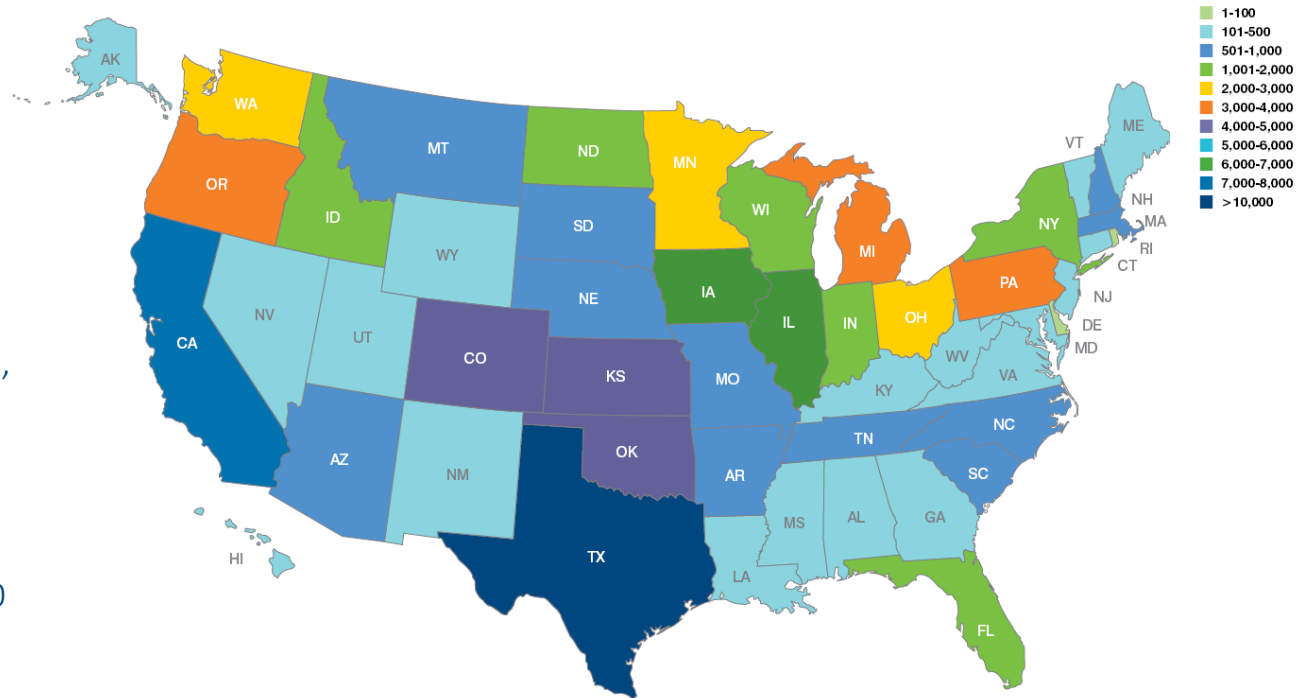 1-100
101-500
501-1,000
1,001-2,000
2,000-3,000
3,000-4,000
4,000-5,000
5,000-6,000
6,000-7,000
7,000-8,000
>10,000
AK
WA
MT
ND
MN
VT
ME
OR
ID
SD
WI
NY
NH
MA
RI
CT
WY
MI
IA
PA
NJ
NE
NV
UT
CO
IL
IN
OH
DE
MD
CA
KS
MO
WV
VA
KY
,
AZ
NM
OK
AR
TN
NC
SC
MS
AL
GA
HI
TX
LA
0
FL